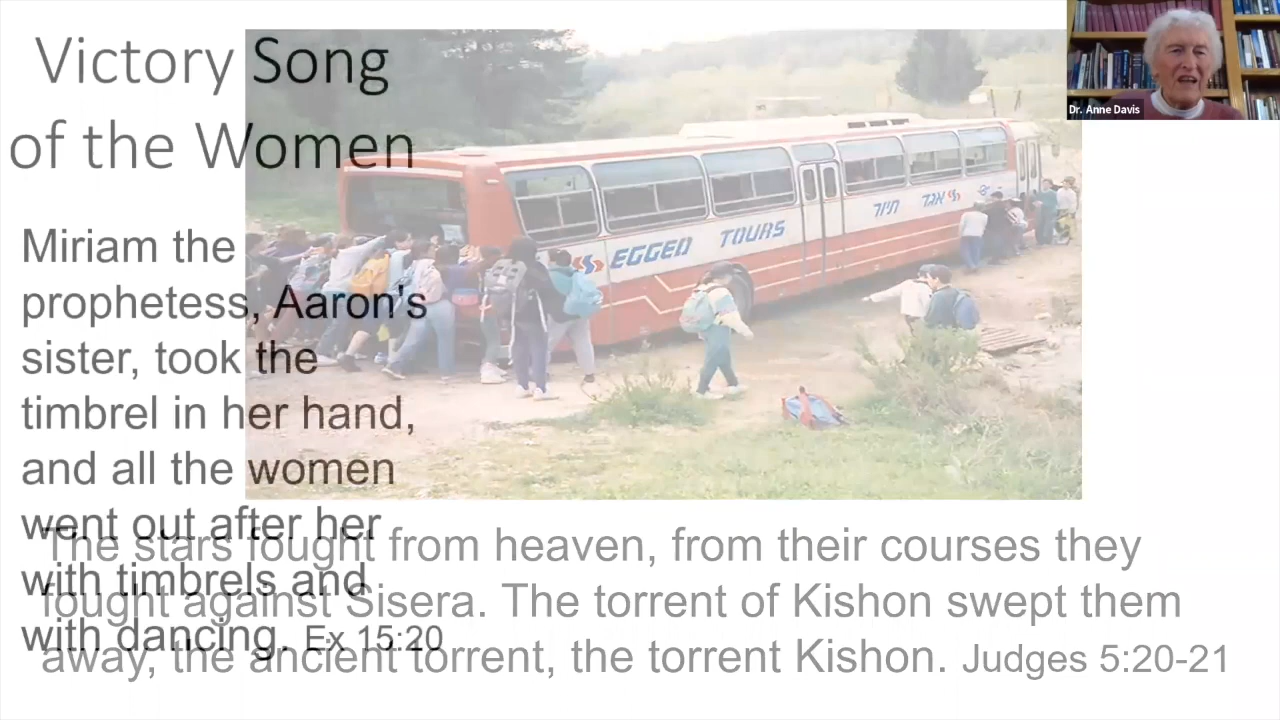 Victory Song
of the Women
Dr. Anne Davis
EGGED TOURS אגד תיור
Miriam the
prophetess, Aaron's
sister, took the
timbrel in her hand,
and all the women
went out after her
with timbrels and
with dancing. Ex 15:20
The stars fought from heaven, from their courses they
fought against Sisera. The torrent of Kishon swept them
away, the ancient torrent, the torrent Kishon. Judges 5:20-21